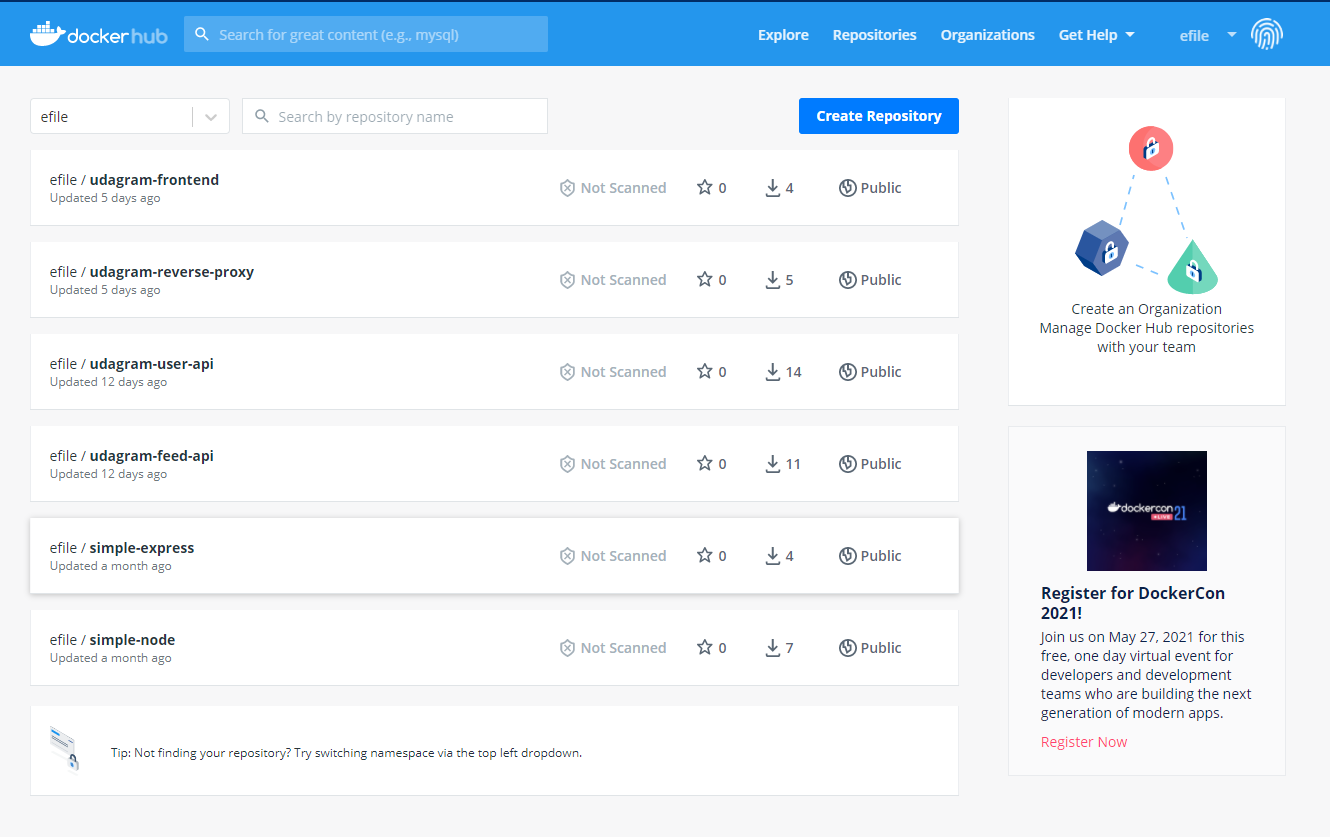 docker hub
Search for great content (e.g., mysql)
Explore
Repositories
Organizations
Get Help
efile
efile
Search by repository name
Create Repository
efile / udagram-frontend
Updated 5 days ago
Not Scanned
0
4
Public
efile / udagram-reverse-proxy
Updated 5 days ago
Not Scanned
0
5
Public
efile / udagram-user-api
Updated 12 days ago
Not Scanned
0
14
Public
efile / udagram-feed-api
Updated 12 days ago
Not Scanned
0
11
Public
efile / simple-express
Updated a month ago
Not Scanned
0
4
Public
efile / simple-node
Updated a month ago
Not Scanned
0
7
Public
Tip: Not finding your repository? Try switching namespace via the top left dropdown.
Create an Organization
Manage Docker Hub repositories
with your team
dockercon
LIVE
21
Register for DockerCon
2021!
Join us on May 27, 2021 for this
free, one day virtual event for
developers and development
teams who are building the next
generation of modern apps.
Register Now